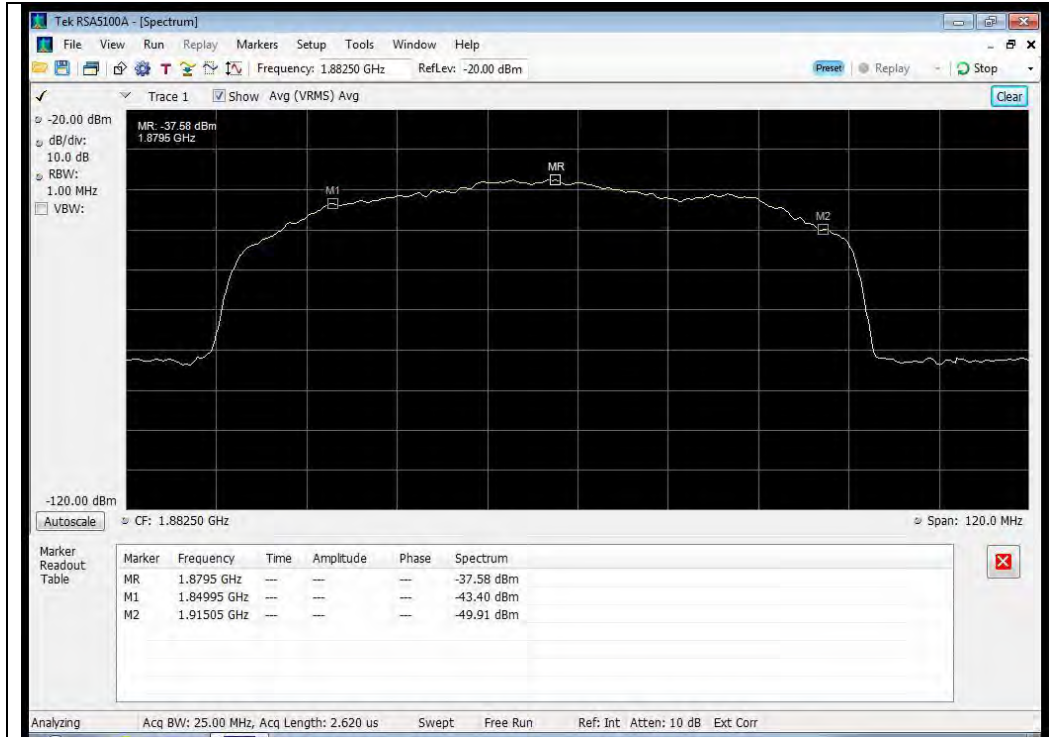 Tek RSA5100A - [Spectrum]
File View Run Replay Markers Setup Tools Window Help
T Frequency: 1.88250 GHz RefLev: -20.00 dBm Preset Replay Stop
Trace 1 Show Avg (VRMS) Avg Clear
-20.00 dBm
dB/div:
10.0 dB
RBW:
1.00 MHz
VBW:
MR: -37.58 dBm
1.8795 GHz
MR
M1
M2
-120.00 dBm
Autoscale CF: 1.88250 GHz Span: 120.0 MHz
Marker
Readout
Table
Marker Frequency Time Amplitude Phase Spectrum
MR 1.8795 GHz --- --- --- -37.58 dBm
M1 1.84995 GHz --- --- --- -43.40 dBm
M2 1.91505 GHz --- --- --- -49.91 dBm
Analyzing Acq BW: 25.00 MHz, Acq Length: 2.620 us Swept Free Run Ref: Int Atten: 10 dB Ext Corr